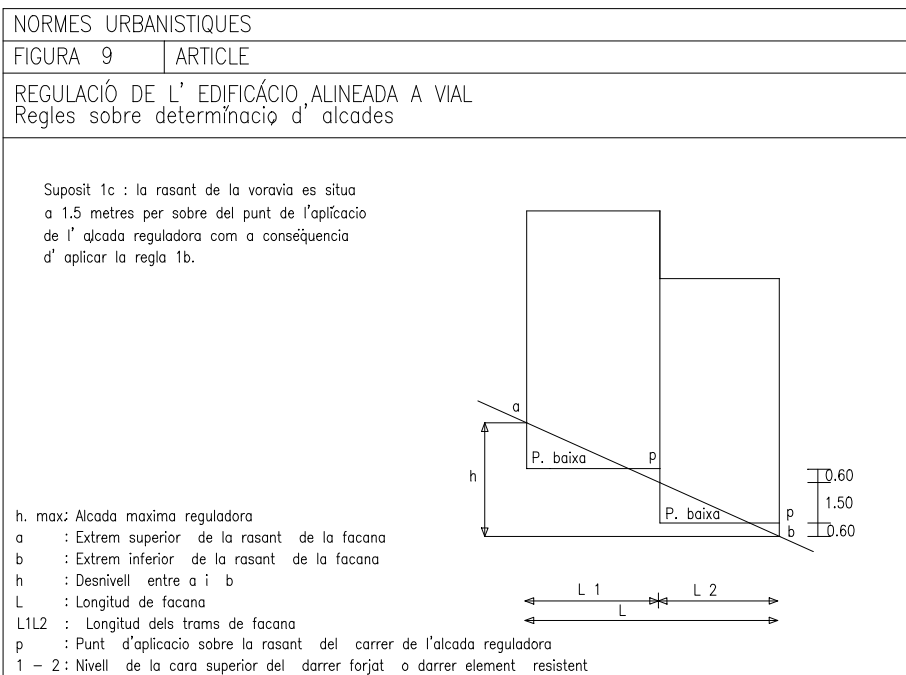 NORMES URBANISTIQUES
FIGURA 9 ARTICLE
REGULACIÓ DE L' EDIFICÁCIO ALINEADA A VIAL
Regles sobre determinacio d' alcades
Suposit 1c : la rasant de la voravia es situa
a 1.5 metres per sobre del punt de l'aplicacio
de l' alcada reguladora com a conseqüencia
d' aplicar la regla 1b.
a
P. baixa p
h
0.60
1.50
P. baixa p
b 0.60
L 1 L 2
L
h. max: Alcada maxima reguladora
a : Extrem superior de la rasant de la facana
b : Extrem inferior de la rasant de la facana
h : Desnivell entre a i b
L : Longitud de facana
L1L2 : Longitud dels trams de facana
p : Punt d'aplicacio sobre la rasant del carrer de l'alcada reguladora
1 - 2: Nivell de la cara superior del darrer forjat o darrer element resistent